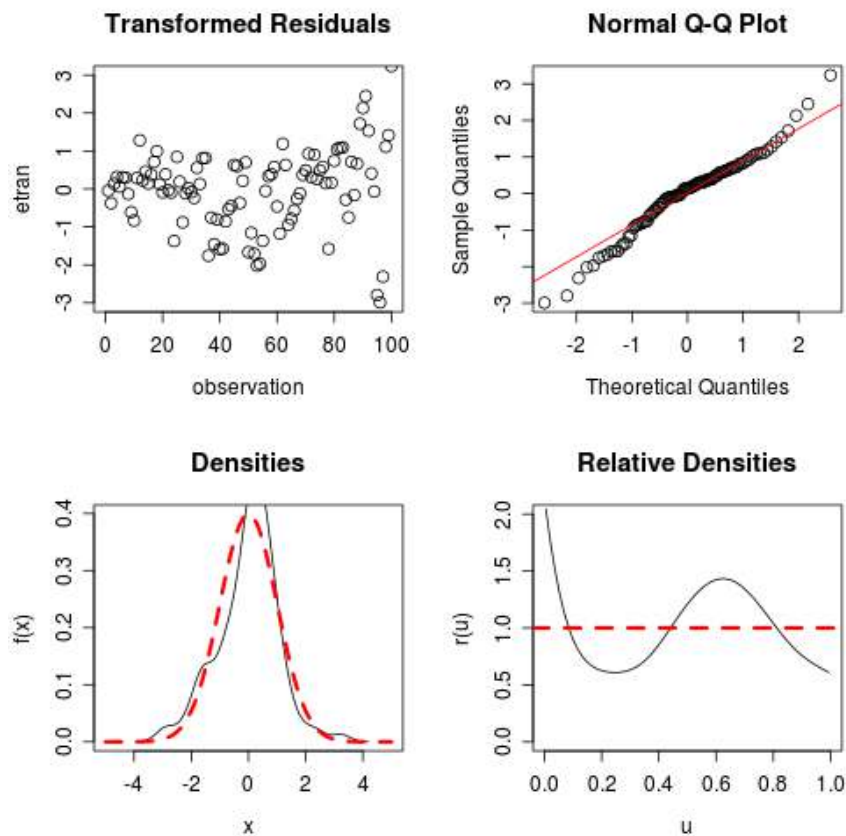 Transformed Residuals
etran
3
2
1
0
-1
-2
-3
0 20 40 60 80 100
observation
Normal Q-Q Plot
Sample Quantiles
3
2
1
0
-1
-2
-3
-2 -1 0 1 2
Theoretical Quantiles
Densities
f(x)
0.4
0.3
0.2
0.1
0.0
-4 -2 0 2 4
x
Relative Densities
r(u)
2.0
1.5
1.0
0.5
0.0
0.0 0.2 0.4 0.6 0.8 1.0
u